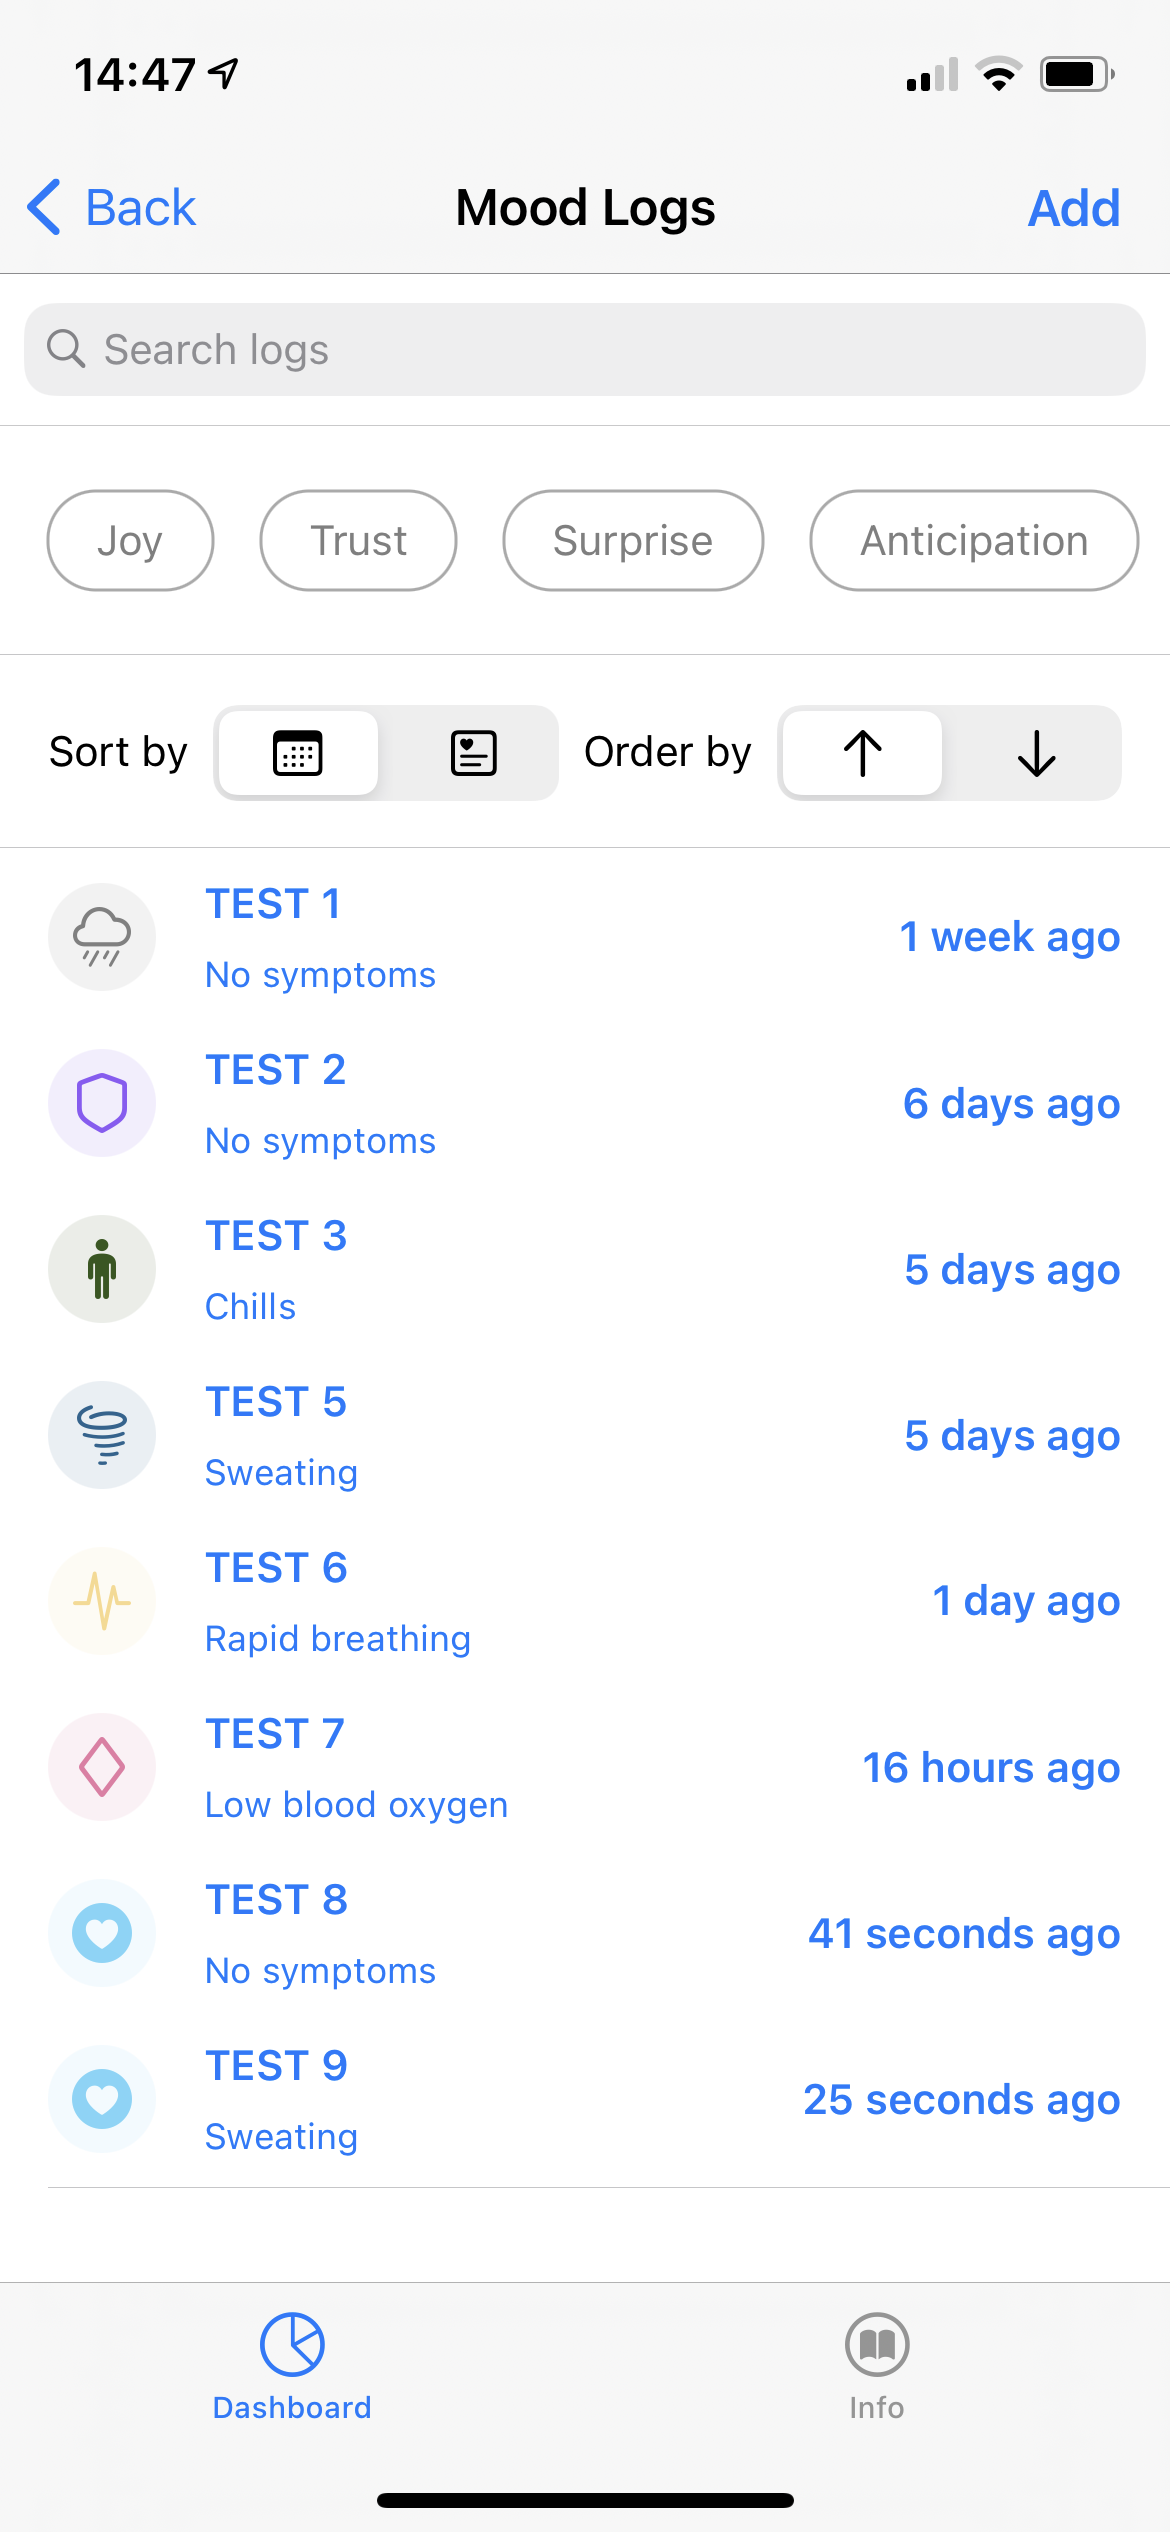 14:47
Back
Mood Logs
Add
Search logs
Joy
Trust
Surprise
Anticipation
Sort by
Order by
TEST 1
No symptoms
1 week ago
TEST 2
No symptoms
6 days ago
TEST 3
Chills
5 days ago
TEST 5
Sweating
5 days ago
TEST 6
Rapid breathing
1 day ago
TEST 7
Low blood oxygen
16 hours ago
TEST 8
No symptoms
41 seconds ago
TEST 9
Sweating
25 seconds ago
Dashboard
Info